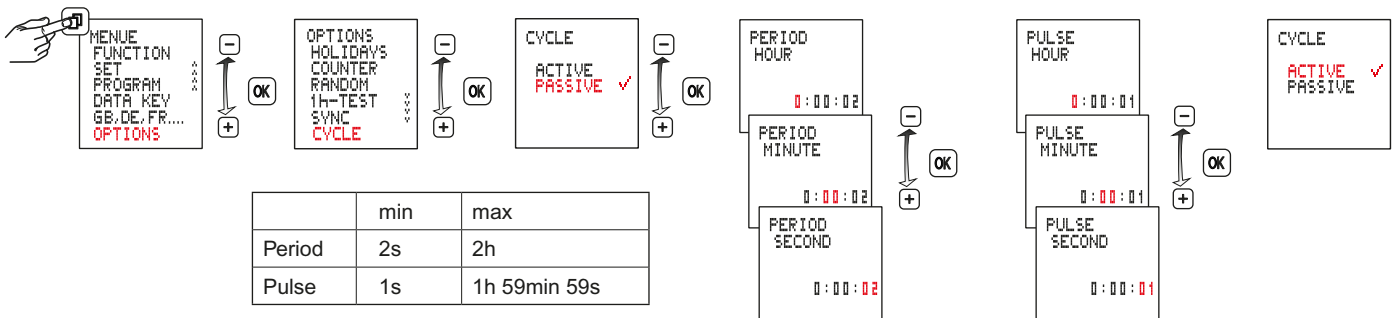 MENUE
FUNCTION
SET
PROGRAM
DATA KEY
GB,DE,FR....
OPTIONS
-
OK
+
OPTIONS
HOLIDAYS
COUNTER
RANDOM
1h-TEST
SYNC
CYCLE
-
OK
+
CYCLE
ACTIVE
PASSIVE ✓
-
OK
+
PERIOD
HOUR
0:00:02
PERIOD
MINUTE
0:00:02
PERIOD
SECOND
0:00:02
-
OK
+
PULSE
HOUR
0:00:01
PULSE
MINUTE
0:00:01
PULSE
SECOND
0:00:01
-
OK
+
CYCLE
ACTIVE ✓
PASSIVE
min max
Period 2s 2h
Pulse 1s 1h 59min 59s